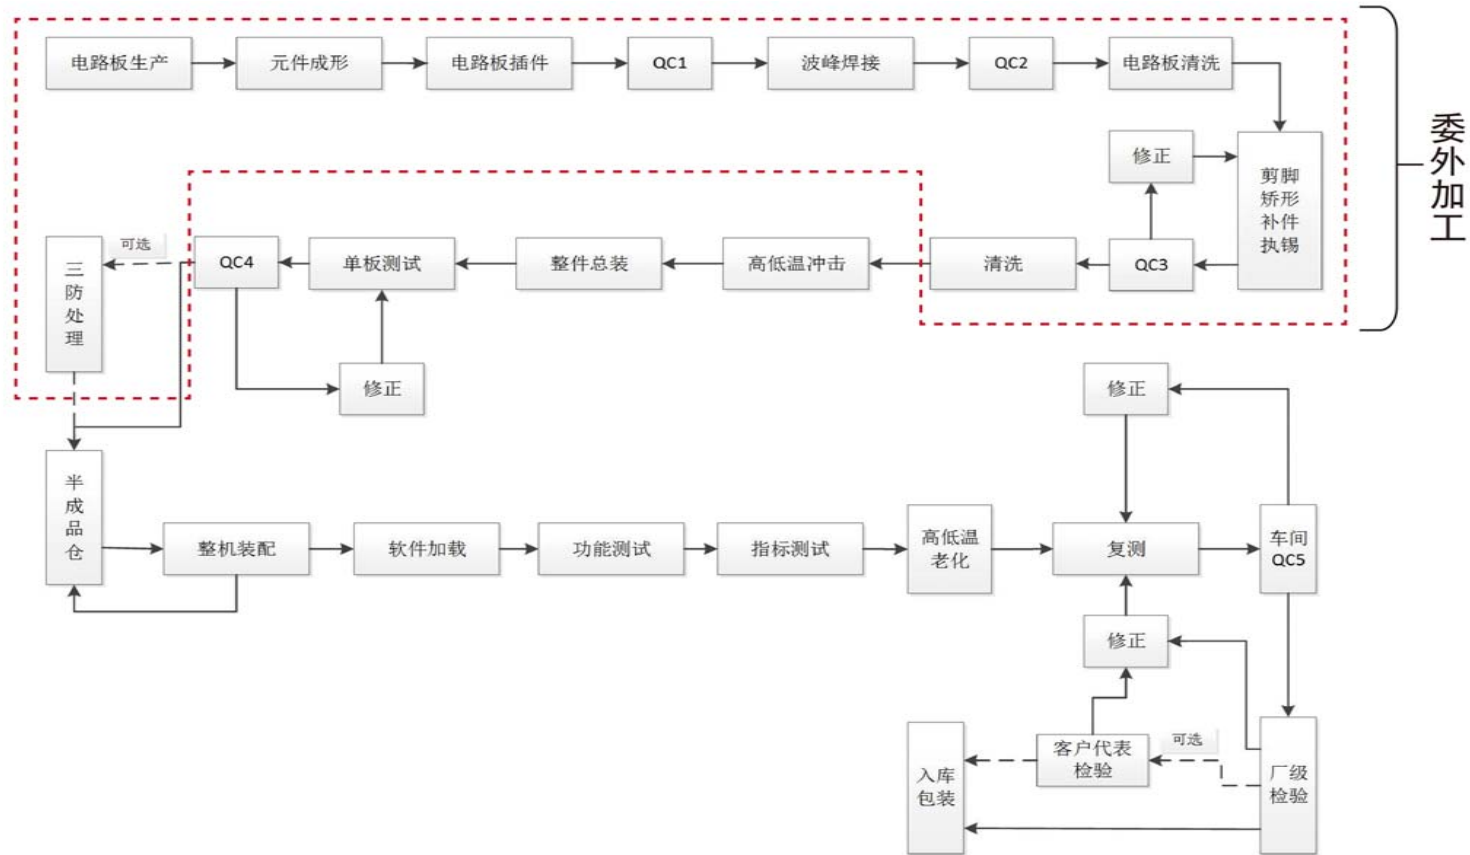 电路板生产
元件成形
电路板插件
QC1
波峰焊接
QC2
电路板清洗
委外加工
修正
剪脚
矫形
补件
执锡
三防处理
可选
QC4
单板测试
整件总装
高低温冲击
清洗
QC3
修正
修正
半成品仓
整机装配
软件加载
功能测试
指标测试
高低温
老化
复测
车间
QC5
修正
入库
包装
客户代表
检验
可选
厂级
检验